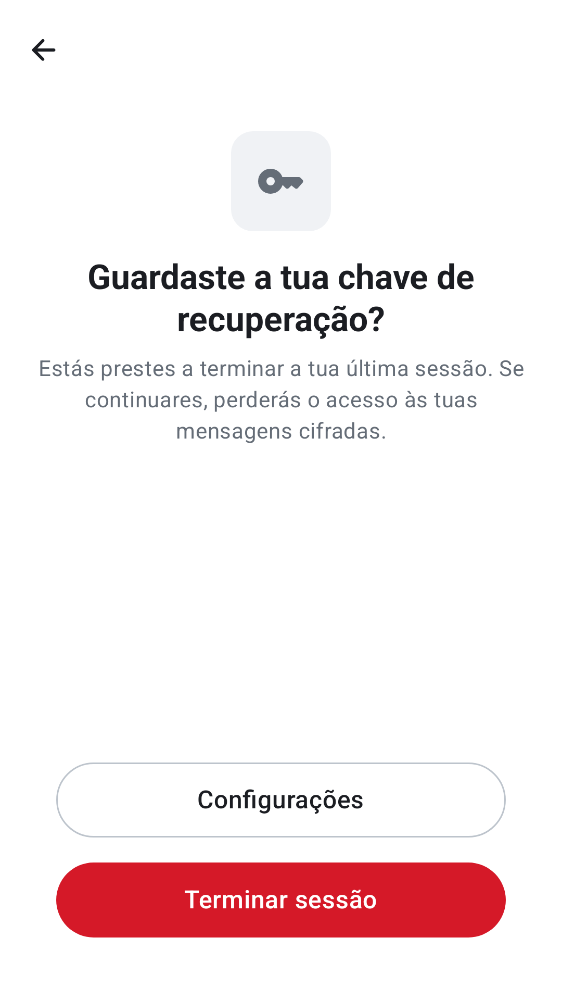 Guardaste a tua chave de
recuperação?
Estás prestes a terminar a tua última sessão. Se
continuares, perderás o acesso às tuas
mensagens cifradas.
Configurações
Terminar sessão